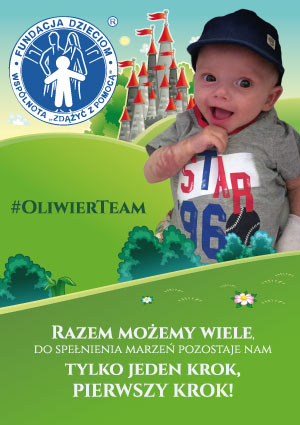 FUNDACJA DZIECIOM
®
WSPÓLNOTA „ZDĄŻYĆ Z POMOCĄ”
STAR
96
#OLIWIERTEAM
RAZEM MOŻEMY WIELE,
DO SPEŁNIENIA MARZEŃ POZOSTAJE NAM
TYLKO JEDEN KROK,
PIERWSZY KROK!